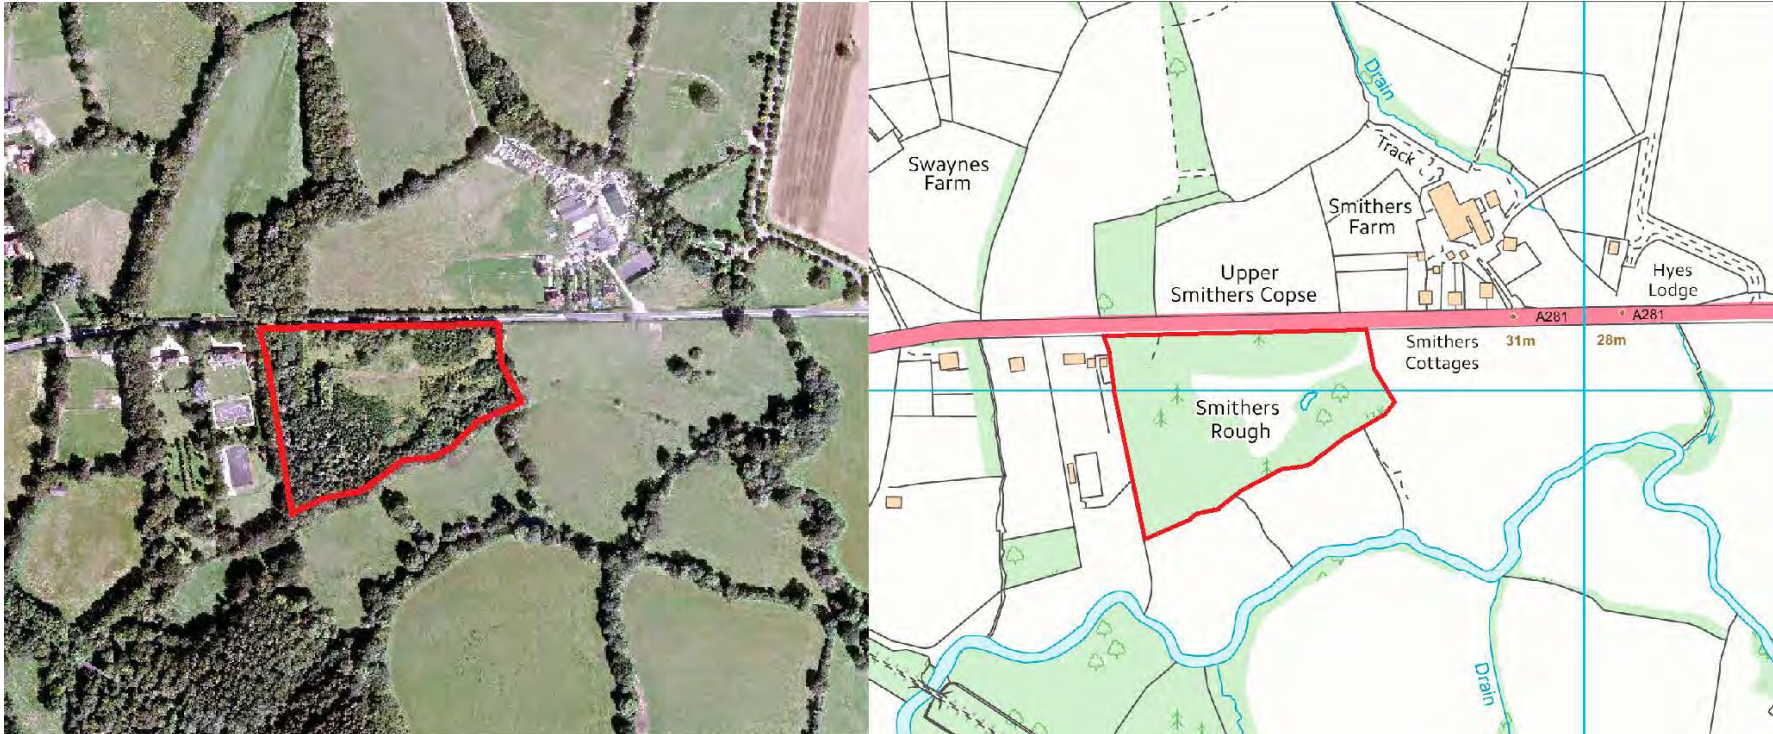 Drain
Track
Swaynes
Farm
Smithers
Farm
Upper
Smithers Copse
Hyes
Lodge
A281
A281
31m
28m
Smithers
Cottages
Smithers
Rough
Drain